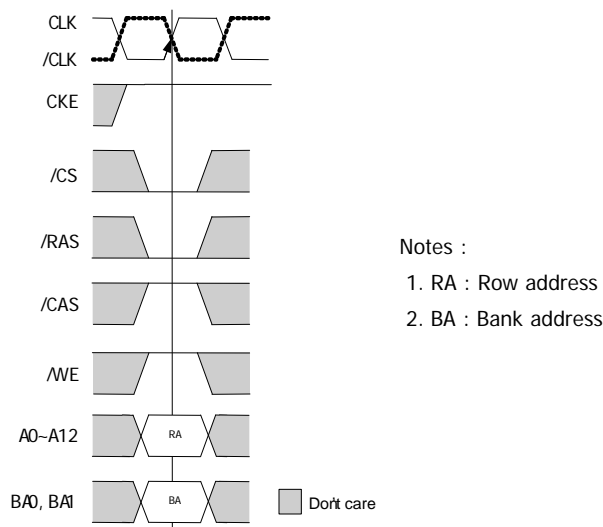 CLK
/CLK
CKE
/CS
/RAS
/CAS
/WE
A0~A12
RA
BA0, BA1
BA
Don't care
Notes :
1. RA : Row address
2. BA : Bank address